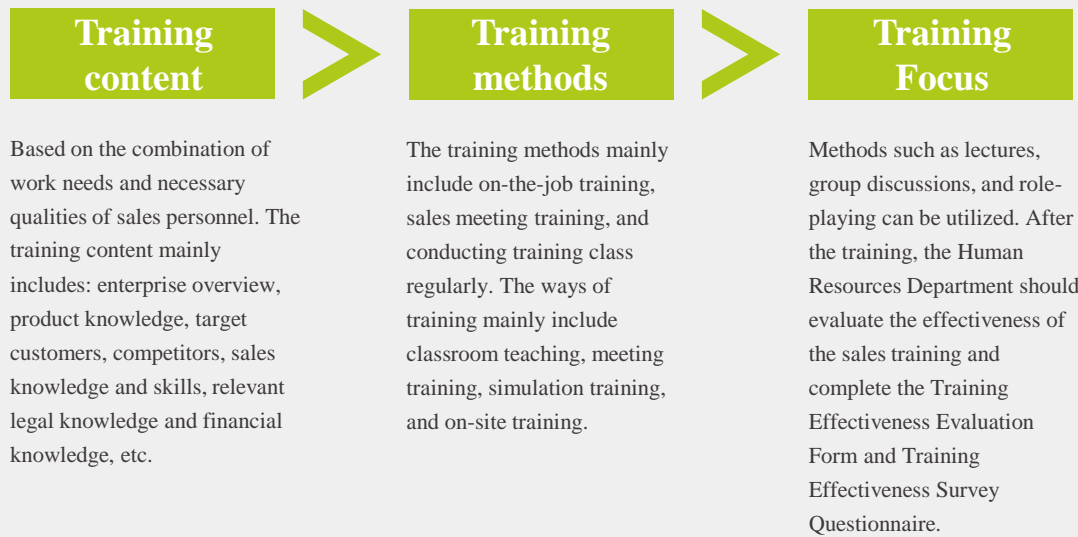 Training
content
Based on the combination of
work needs and necessary
qualities of sales personnel. The
training content mainly
includes: enterprise overview,
product knowledge, target
customers, competitors, sales
knowledge and skills, relevant
legal knowledge and financial
knowledge, etc.
Training
methods
The training methods mainly
include on-the-job training,
sales meeting training, and
conducting training class
regularly. The ways of
training mainly include
classroom teaching, meeting
training, simulation training,
and on-site training.
Training
Focus
Methods such as lectures,
group discussions, and role-
playing can be utilized. After
the training, the Human
Resources Department should
evaluate the effectiveness of
the sales training and
complete the Training
Effectiveness Evaluation
Form and Training
Effectiveness Survey
Questionnaire.